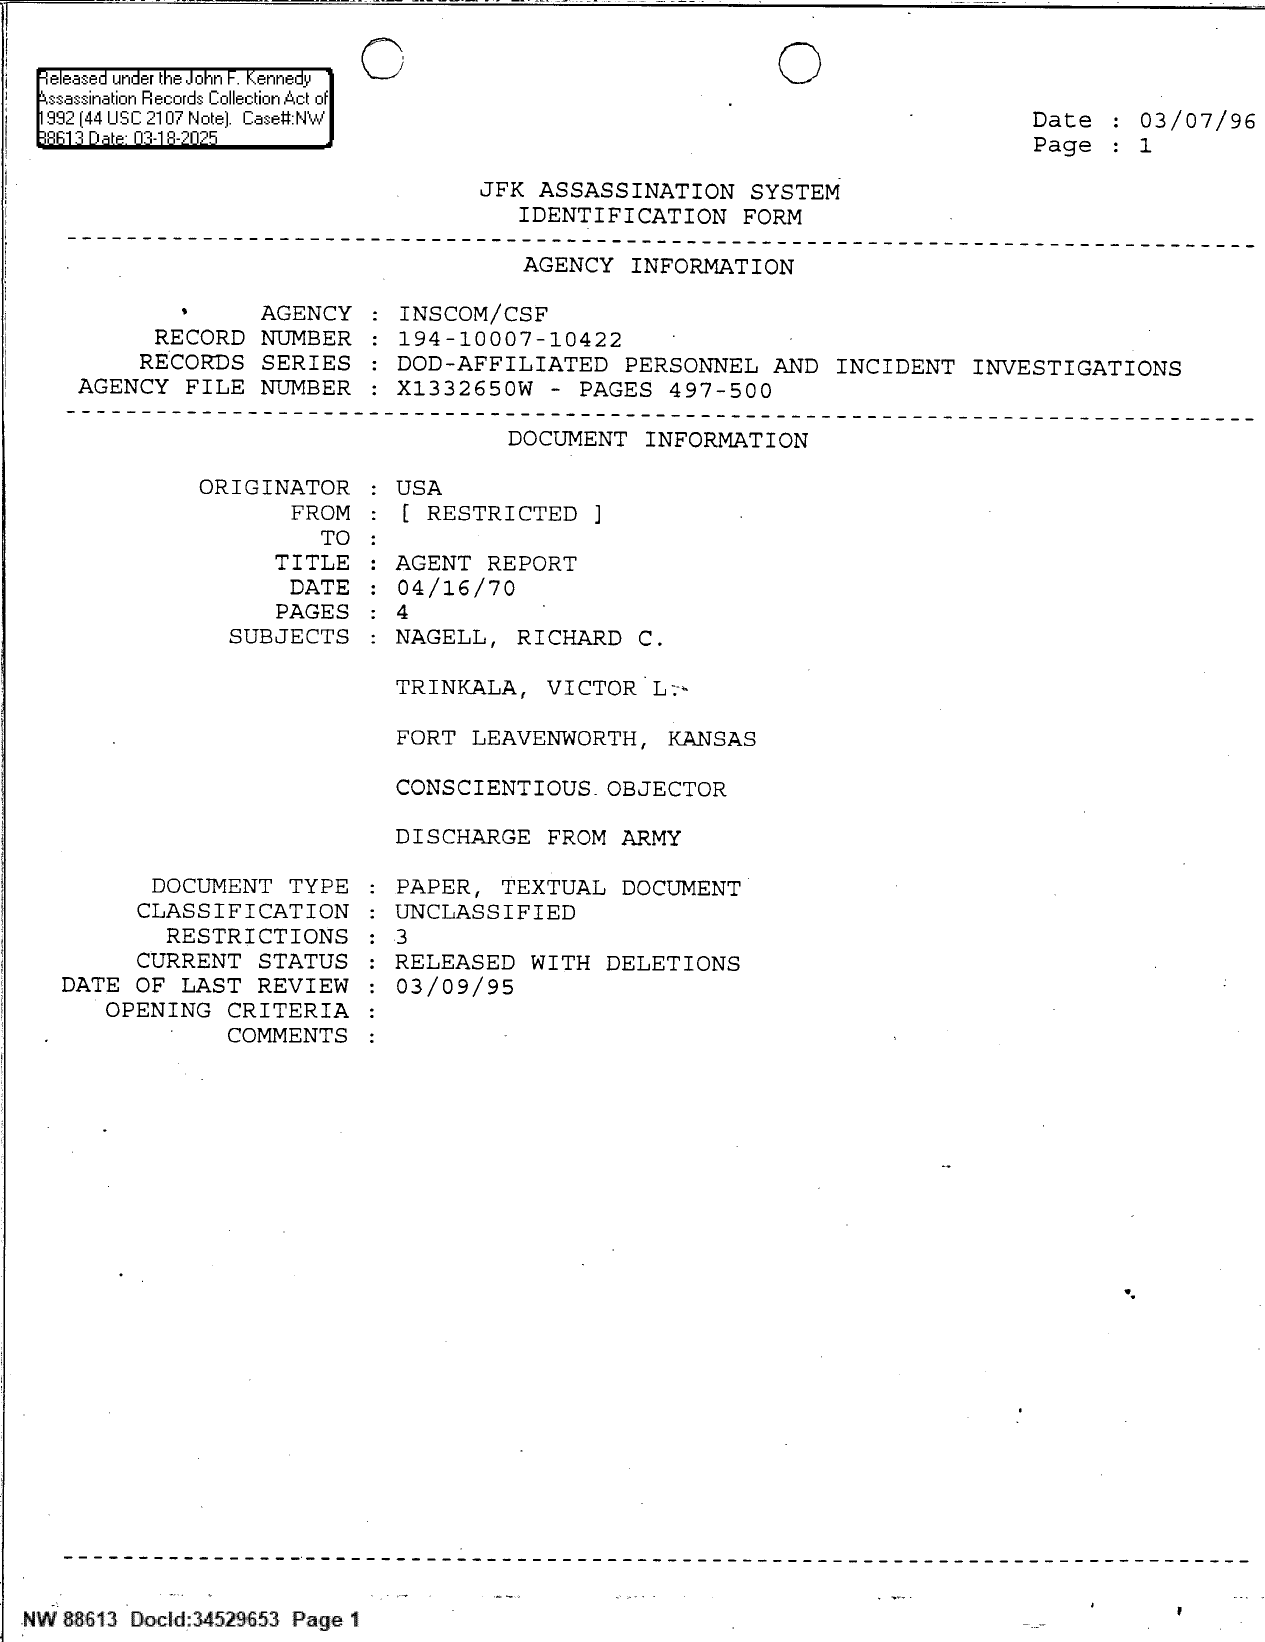 Released under the John F. Kennedy
Assassination Records Collection Act of
1992 (44 USC 2107 Note). Case#:NW
88613 Date: 03-18-2025
Date : 03/07/96
Page : 1
JFK ASSASSINATION SYSTEM
IDENTIFICATION FORM
AGENCY INFORMATION
AGENCY : INSCOM/CSF
RECORD NUMBER : 194-10007-10422
RECORDS SERIES : DOD-AFFILIATED PERSONNEL AND INCIDENT INVESTIGATIONS
AGENCY FILE NUMBER : X1332650W - PAGES 497-500
DOCUMENT INFORMATION
ORIGINATOR : USA
FROM : [ RESTRICTED ]
TO :
TITLE : AGENT REPORT
DATE : 04/16/70
PAGES : 4
SUBJECTS : NAGELL, RICHARD C.
TRINKALA, VICTOR L.
FORT LEAVENWORTH, KANSAS
CONSCIENTIOUS OBJECTOR
DISCHARGE FROM ARMY
DOCUMENT TYPE : PAPER, TEXTUAL DOCUMENT
CLASSIFICATION : UNCLASSIFIED
RESTRICTIONS : 3
CURRENT STATUS : RELEASED WITH DELETIONS
DATE OF LAST REVIEW : 03/09/95
OPENING CRITERIA :
COMMENTS :
NW 88613 DocId:34529653 Page 1